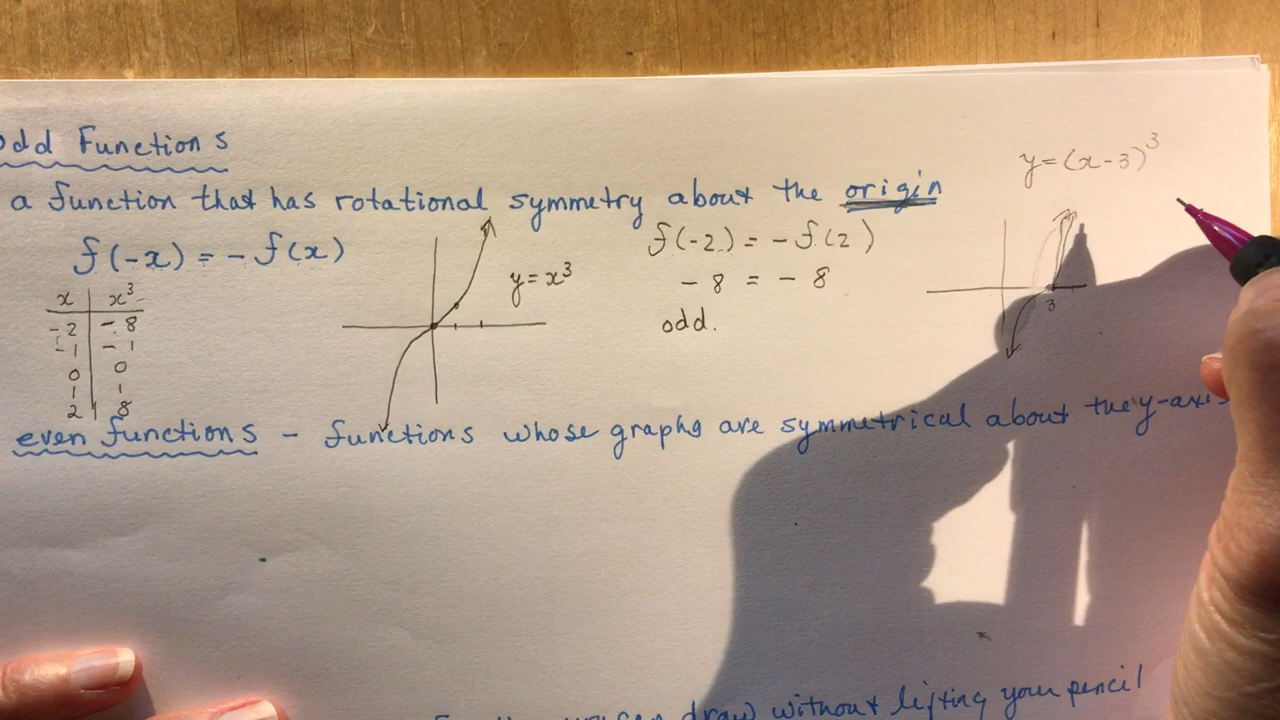 odd Functions
y=(x-3)³
a function that has rotational symmetry about the origin
f(-x) = -f(x)
f(-2) = -f(2)
y=x³
-8 = -8
odd.
x x³
-2 -8
-1 -1
0 0
1 1
2 8
3
even functions - functions whose graphs are symmetrical about the y-axis
draw without lifting your pencil